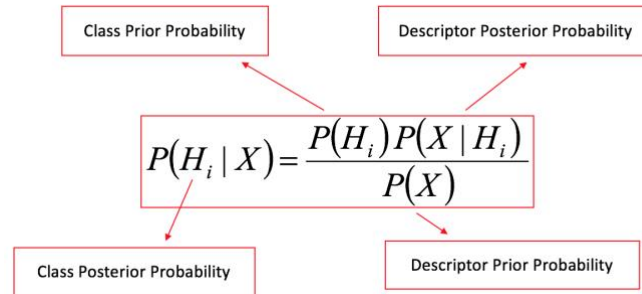 Class Prior Probability
Descriptor Posterior Probability
P(H_i | X) = P(H_i) P(X | H_i) / P(X)
Class Posterior Probability
Descriptor Prior Probability